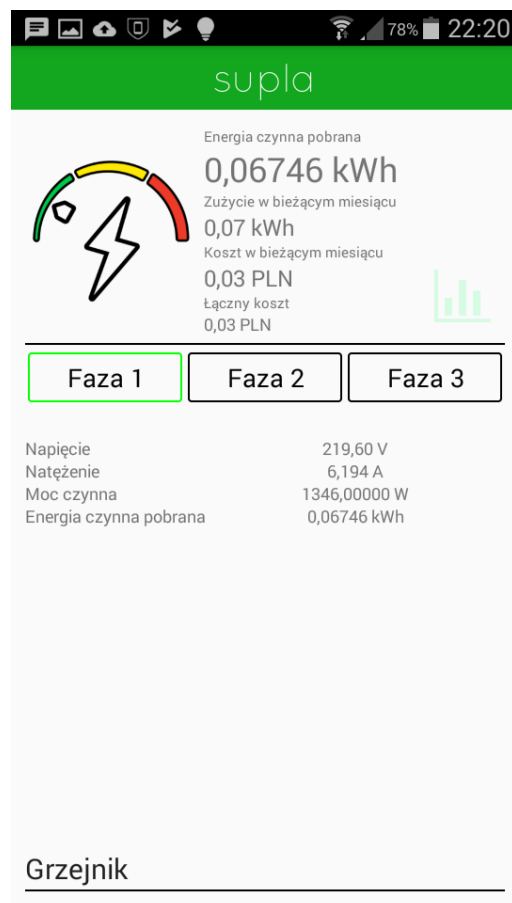 78% 22:20
supla
Energia czynna pobrana
0,06746 kWh
Zużycie w bieżącym miesiącu
0,07 kWh
Koszt w bieżącym miesiącu
0,03 PLN
Łączny koszt
0,03 PLN
Faza 1 Faza 2 Faza 3
Napięcie 219,60 V
Natężenie 6,194 A
Moc czynna 1346,00000 W
Energia czynna pobrana 0,06746 kWh
Grzejnik